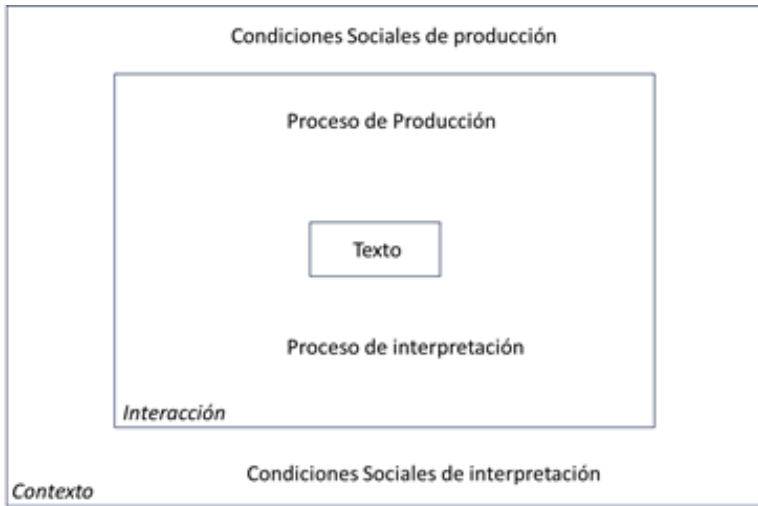 Condiciones Sociales de producción
Proceso de Producción
Texto
Proceso de interpretación
Interacción
Condiciones Sociales de interpretación
Contexto